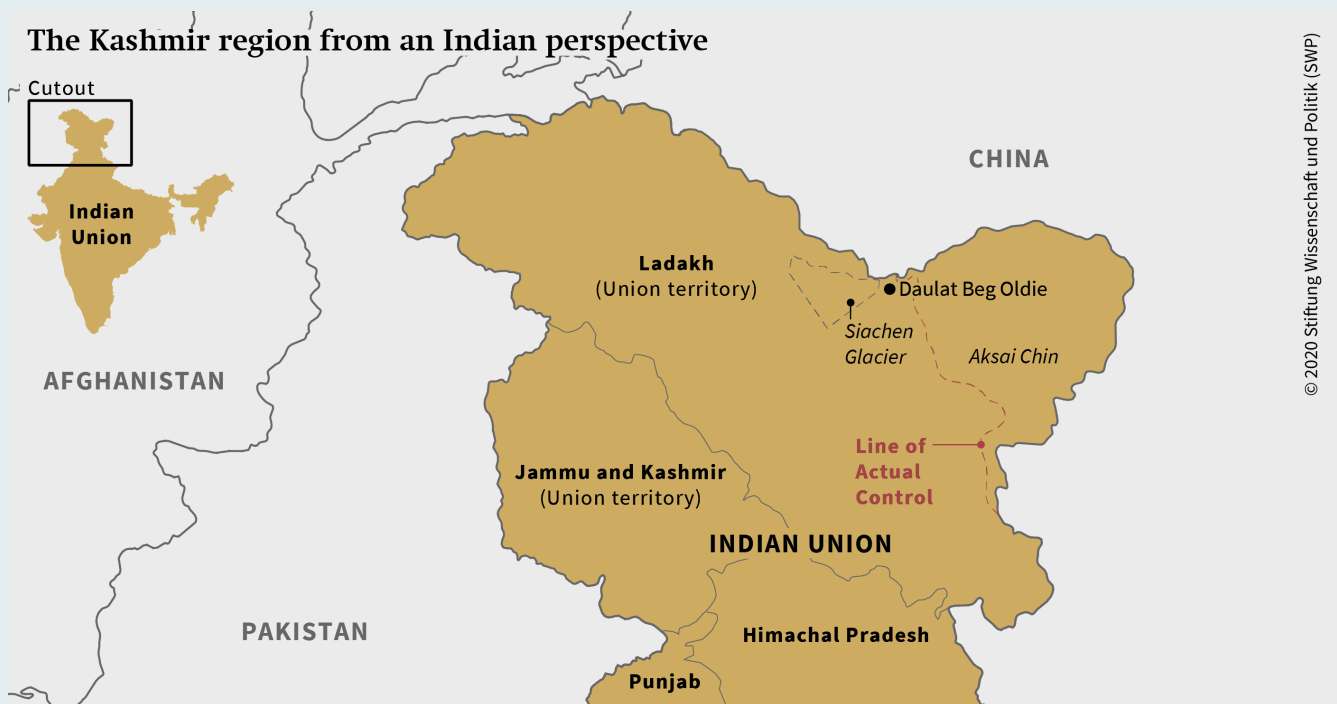 The Kashmir region from an Indian perspective
Cutout
Indian
Union
CHINA
Ladakh
(Union territory)
Daulat Beg Oldie
Siachen
Glacier
Aksai Chin
AFGHANISTAN
Line of
Actual
Control
Jammu and Kashmir
(Union territory)
INDIAN UNION
PAKISTAN
Himachal Pradesh
Punjab
© 2020 Stiftung Wissenschaft und Politik (SWP)